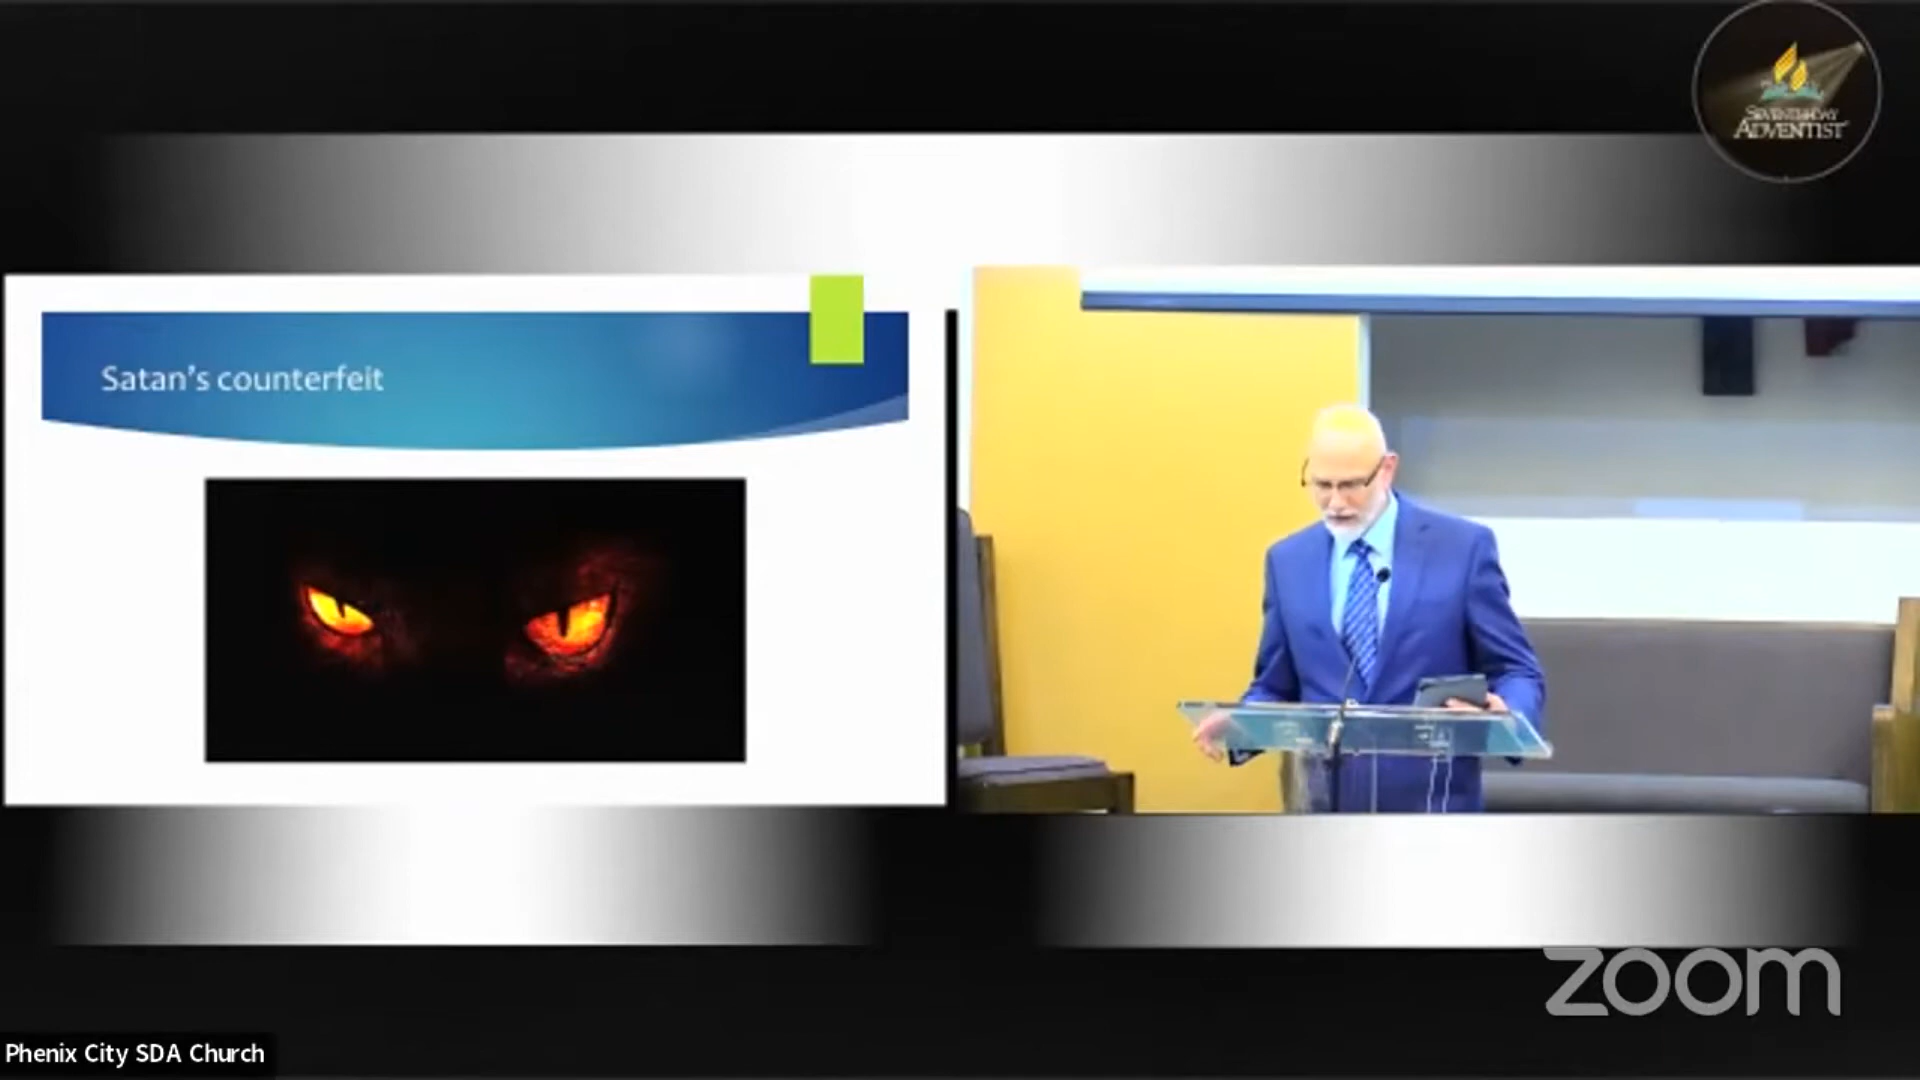 SEVENTH-DAY
ADVENTIST
Satan's counterfeit
zoom
Phenix City SDA Church